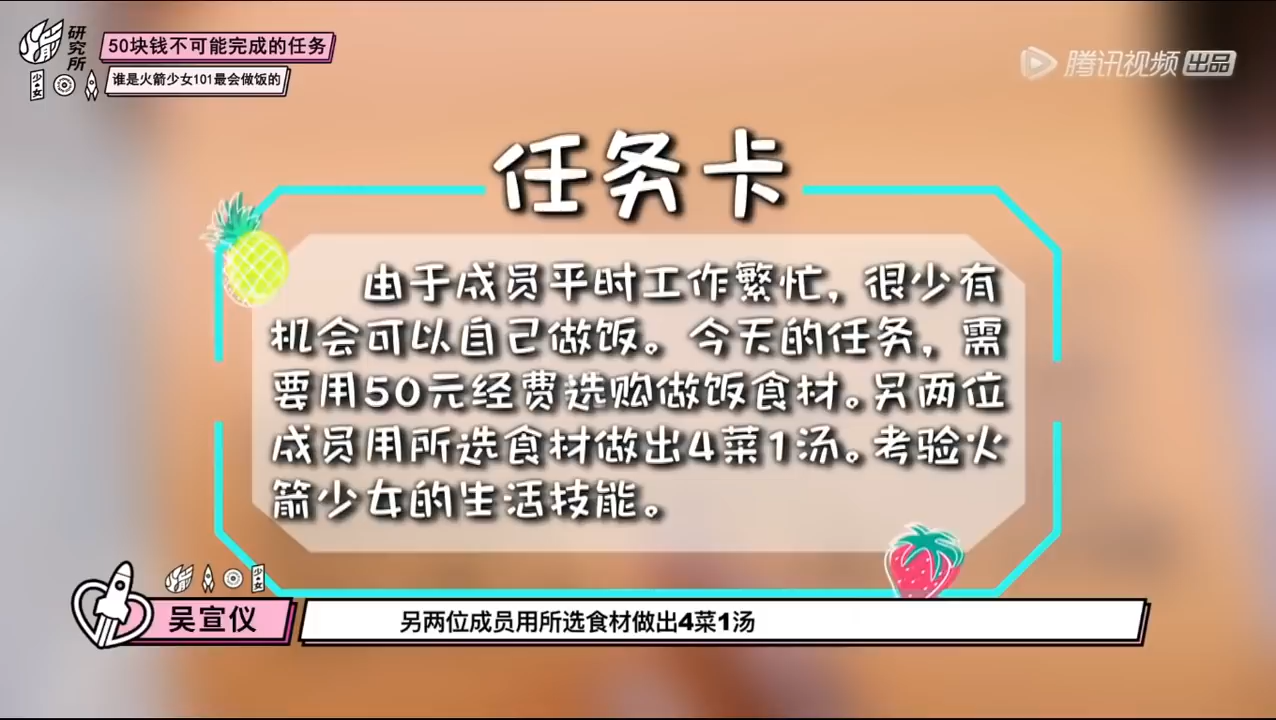 研究所
50块钱不可能完成的任务
少女
谁是火箭少女101最会做饭的
腾讯视频 出品
任务卡
由于成员平时工作繁忙，很少有
机会可以自己做饭。今天的任务，需
要用50元经费选购做饭食材。另两位
成员用所选食材做出4菜1汤。考验火
箭少女的生活技能。
少女
吴宣仪
另两位成员用所选食材做出4菜1汤